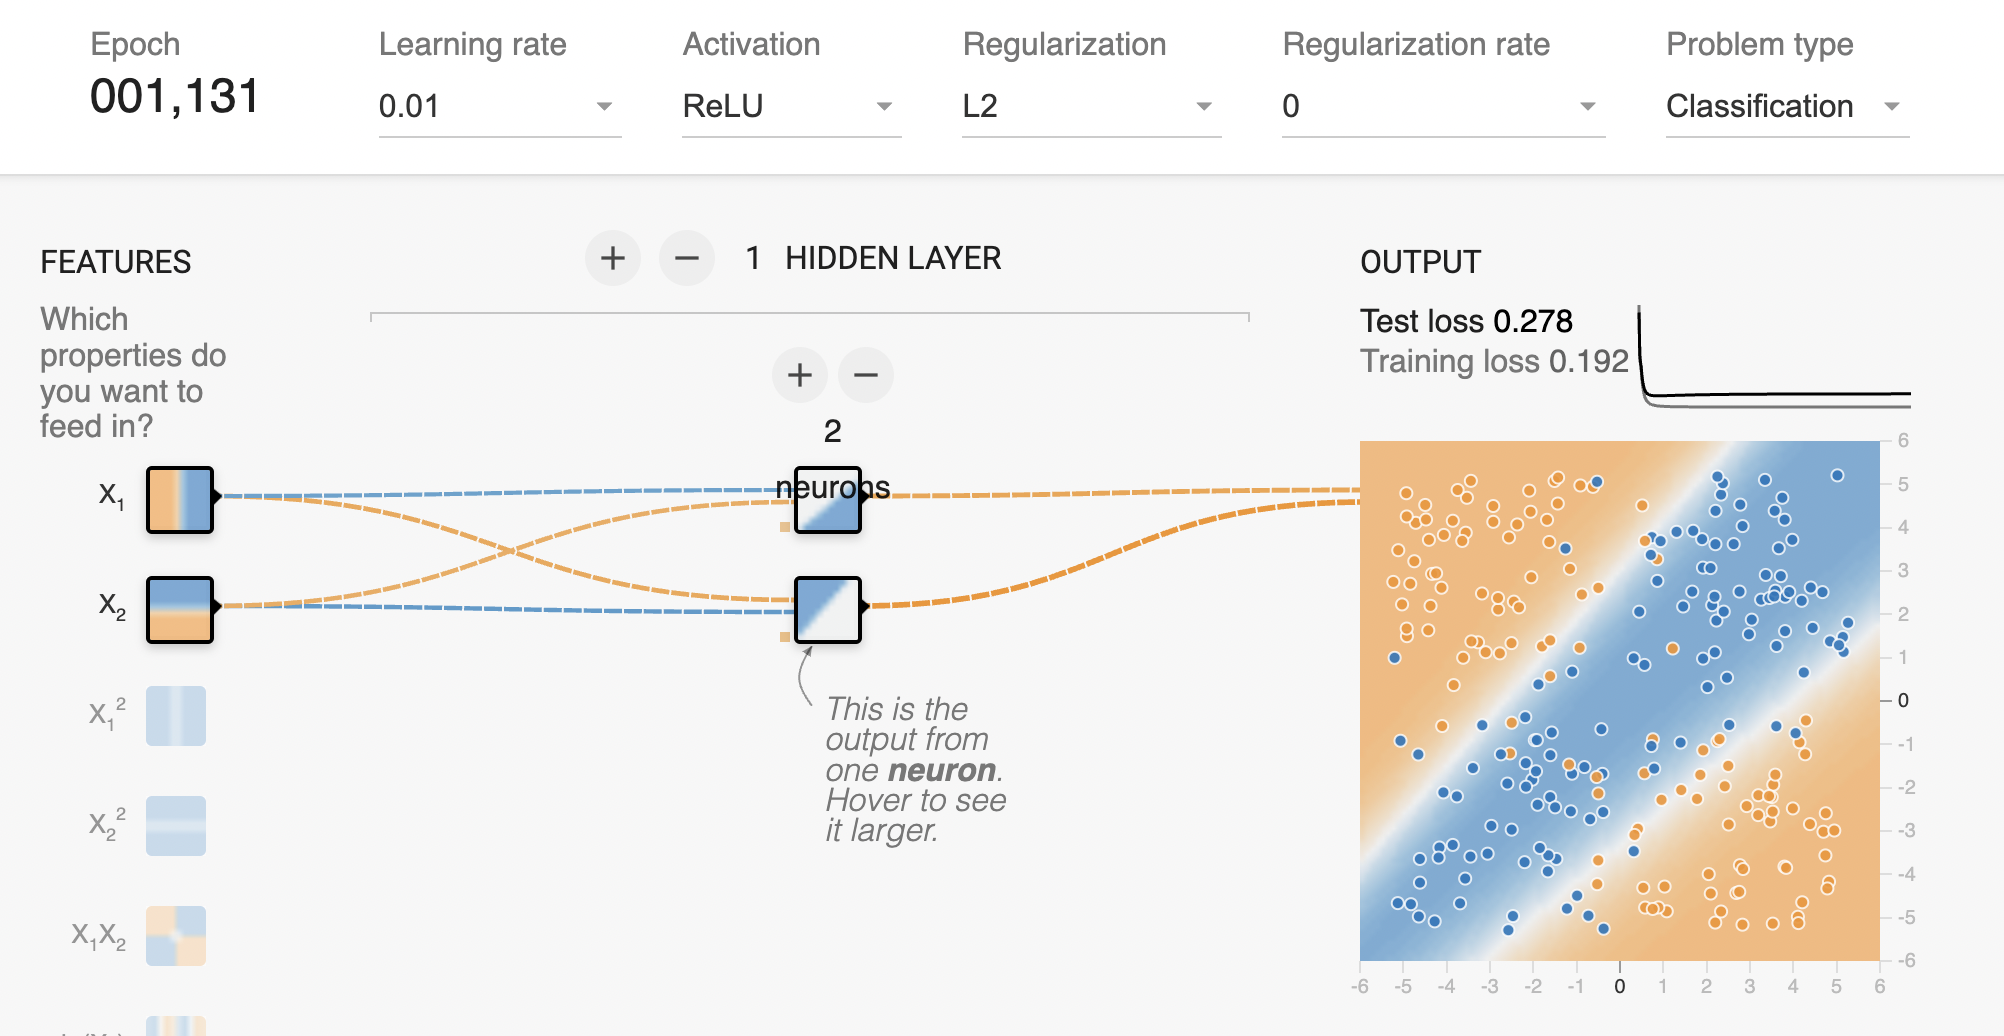 Epoch
001,131
Learning rate
0.01
Activation
ReLU
Regularization
L2
Regularization rate
0
Problem type
Classification
FEATURES
Which
properties do
you want to
feed in?
X1
X2
X1²
X2²
X1X2
+ − 1 HIDDEN LAYER
+ −
2
neurons
This is the
output from
one neuron.
Hover to see
it larger.
OUTPUT
Test loss 0.278
Training loss 0.192
6
5
4
3
2
1
0
-1
-2
-3
-4
-5
-6
-6 -5 -4 -3 -2 -1 0 1 2 3 4 5 6